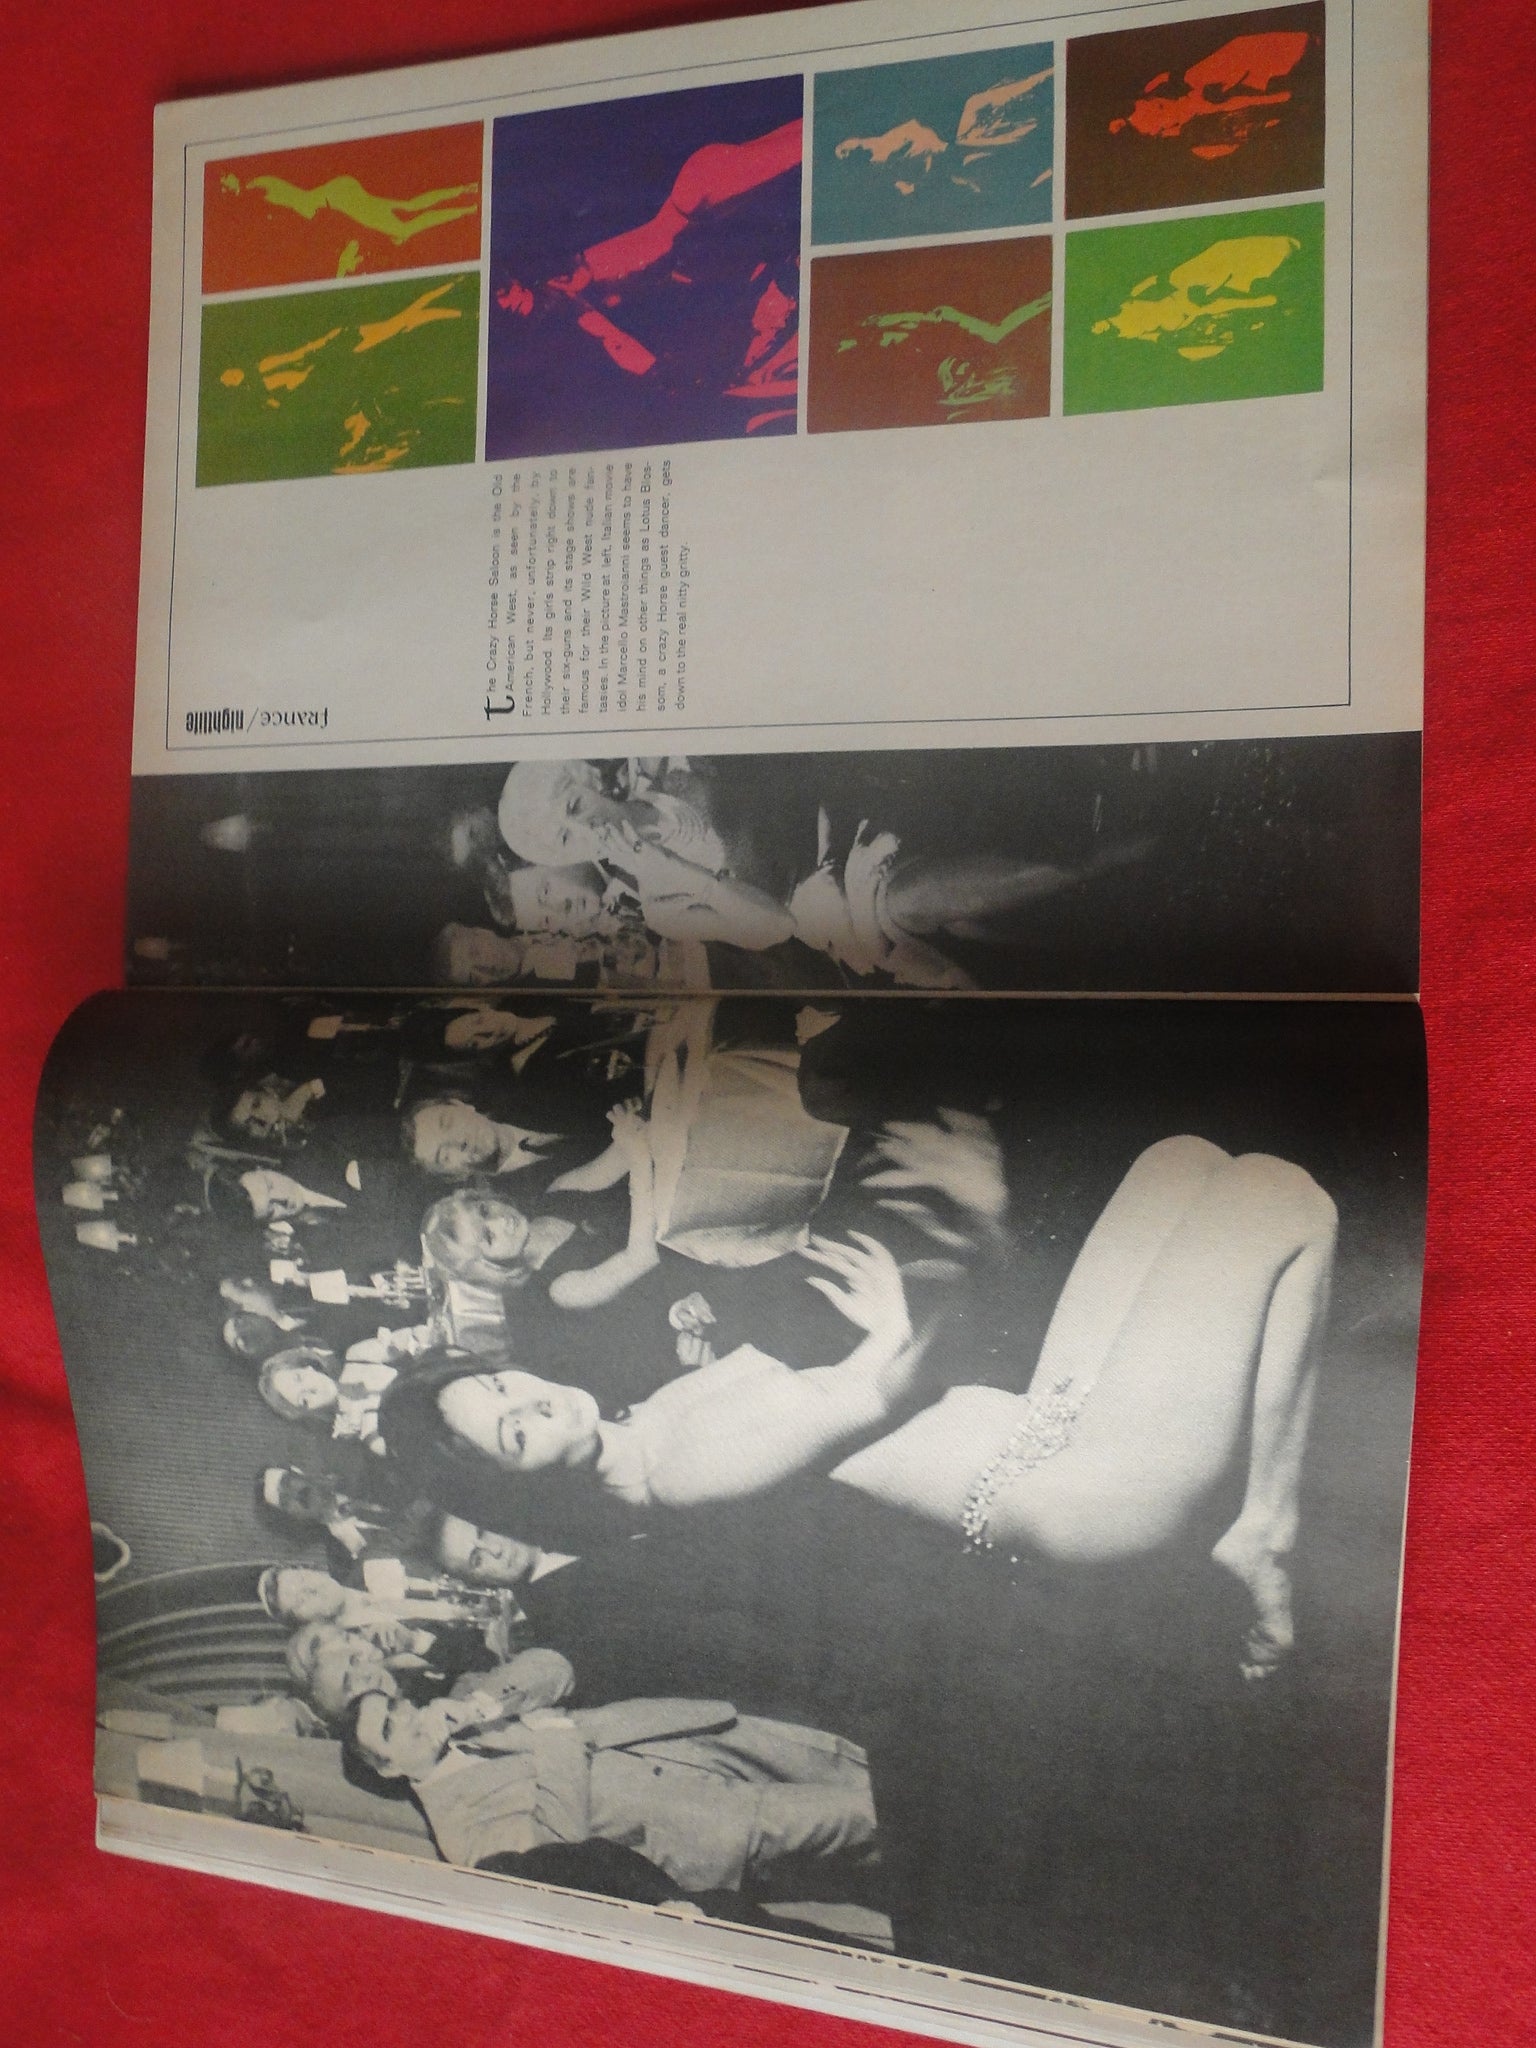 france/nightlife
the Crazy Horse Saloon is the Old
American West, as seen by the
French, but never, unfortunately, by
Hollywood. Its girls strip right down to
their six-guns and its stage shows are
famous for their Wild West nude fan-
tasies. In the picture at left, Italian movie
idol Marcello Mastroianni seems to have
his mind on other things as Lotus Blos-
som, a crazy Horse guest dancer, gets
down to the real nitty gritty.